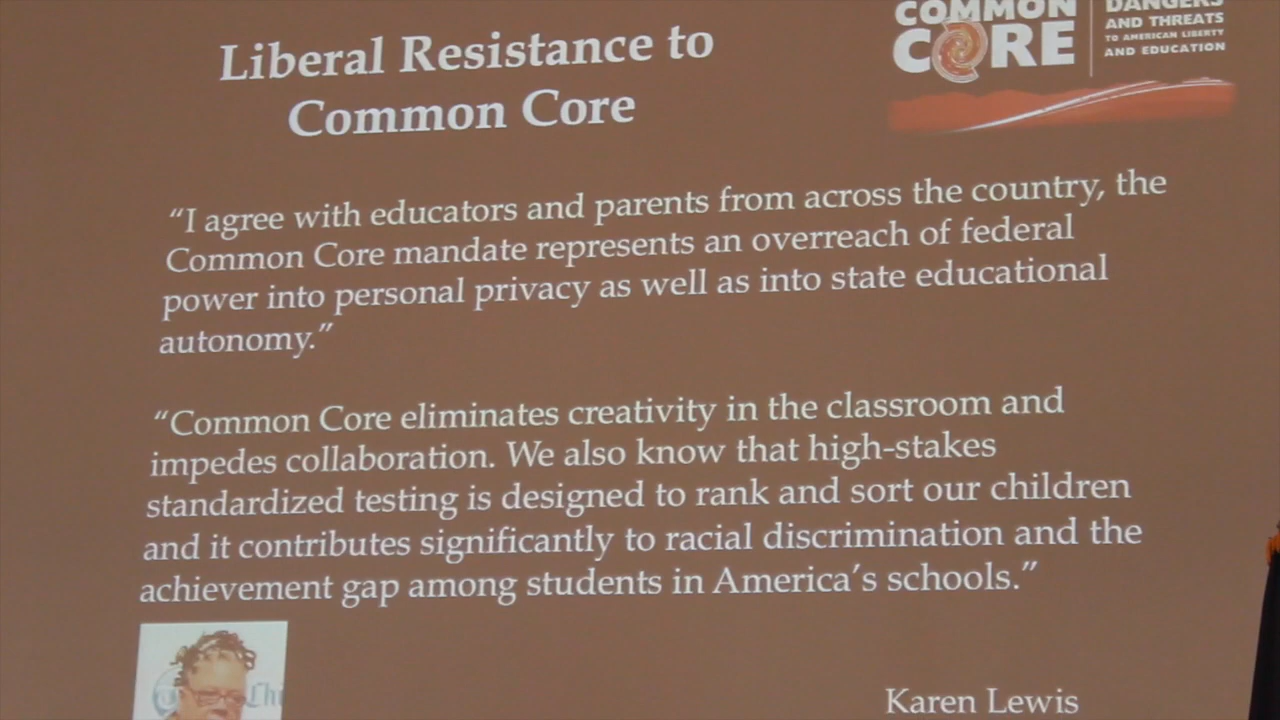 Liberal Resistance to
Common Core
COMMON
CORE
DANGERS
AND THREATS
TO AMERICAN LIBERTY
AND EDUCATION
“I agree with educators and parents from across the country, the
Common Core mandate represents an overreach of federal
power into personal privacy as well as into state educational
autonomy.”
“Common Core eliminates creativity in the classroom and
impedes collaboration. We also know that high-stakes
standardized testing is designed to rank and sort our children
and it contributes significantly to racial discrimination and the
achievement gap among students in America’s schools.”
Karen Lewis